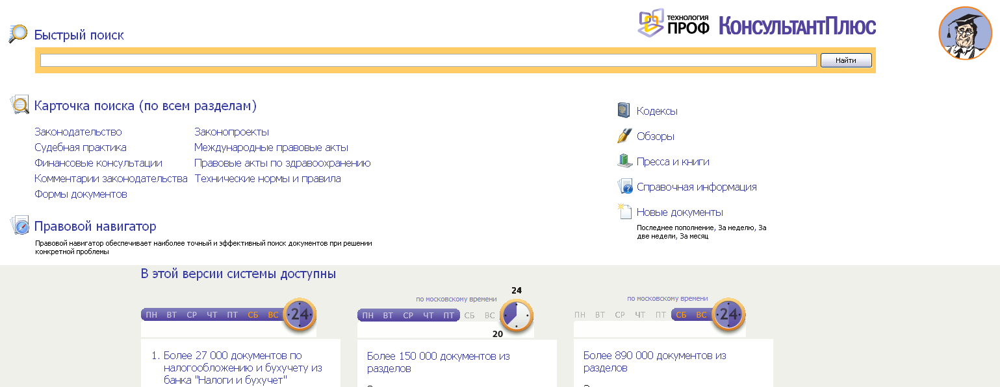 ТЕХНОЛОГИЯ
ПРОФ
КОНСУЛЬТАНТПЛЮС
Быстрый поиск
Найти
Карточка поиска (по всем разделам)
Законодательство
Судебная практика
Финансовые консультации
Комментарии законодательства
Формы документов
Законопроекты
Международные правовые акты
Правовые акты по здравоохранению
Технические нормы и правила
Правовой навигатор
Правовой навигатор обеспечивает наиболее точный и эффективный поиск документов при решении
конкретной проблемы
Кодексы
Обзоры
Пресса и книги
Справочная информация
Новые документы
Последнее пополнение, За неделю, За
две недели, За месяц
В этой версии системы доступны
ПН ВТ СР ЧТ ПТ СБ ВС 24
1. Более 27 000 документов по
налогообложению и бухучету из
банка "Налоги и бухучет"
24
по московскому времени
ПН ВТ СР ЧТ ПТ СБ ВС
20
Более 150 000 документов из
разделов
по московскому времени
ПН ВТ СР ЧТ ПТ СБ ВС 24
Более 890 000 документов из
разделов